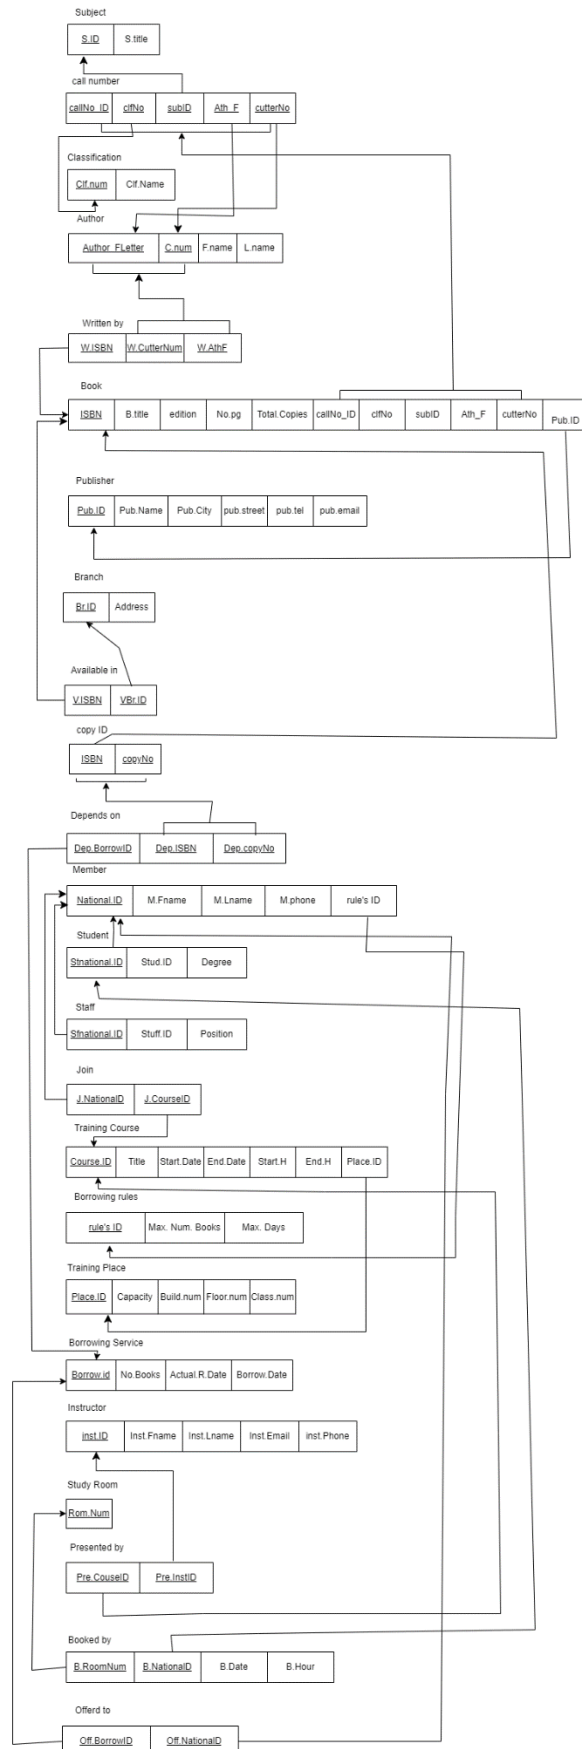 Subject
S.ID S.title
call number
callNo_ID clfNo subID Ath_F cutterNo
Classification
Clf.num Clf.Name
Author
Author_FLetter C.num F.name L.name
Written by
W.ISBN W.CutterNum W.AthF
Book
ISBN B.title edition No.pg Total.Copies callNo_ID clfNo subID Ath_F cutterNo Pub.ID
Publisher
Pub.ID Pub.Name Pub.City pub.street pub.tel pub.email
Branch
Br.ID Address
Available in
V.ISBN VBr.ID
copy ID
ISBN copyNo
Depends on
Dep.BorrowID Dep.ISBN Dep.copyNo
Member
National.ID M.Fname M.Lname M.phone rule's ID
Student
Stnational.ID Stud.ID Degree
Staff
Sfnational.ID Stuff.ID Position
Join
J.NationalD J.CourseID
Training Course
Course.ID Title Start.Date End.Date Start.H End.H Place.ID
Borrowing rules
rule's ID Max. Num. Books Max. Days
Training Place
Place.ID Capacity Build.num Floor.num Class.num
Borrowing Service
Borrow.id No.Books Actual.R.Date Borrow.Date
Instructor
inst.ID Inst.Fname Inst.Lname Inst.Email inst.Phone
Study Room
Rom.Num
Presented by
Pre.CouseID Pre.InstID
Booked by
B.RoomNum B.NationalD B.Date B.Hour
Offerd to
Off.BorrowID Off.NationalD